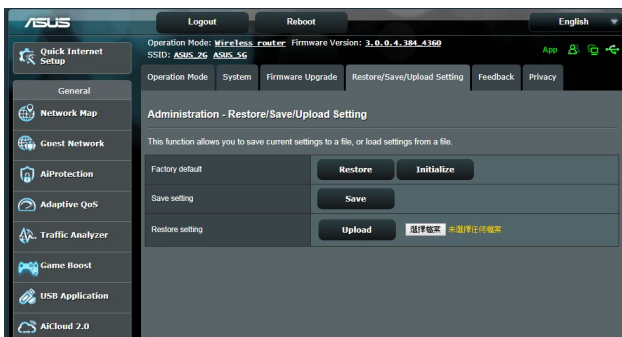 ASUS
Logout
Reboot
English
Quick Internet
Setup
Operation Mode: Wireless router Firmware Version: 3.0.0.4.384_4360
SSID: ASUS_2G ASUS_5G
App
Operation Mode
System
Firmware Upgrade
Restore/Save/Upload Setting
Feedback
Privacy
General
Network Map
Guest Network
AiProtection
Adaptive QoS
Traffic Analyzer
Game Boost
USB Application
AiCloud 2.0
Administration - Restore/Save/Upload Setting
This function allows you to save current settings to a file, or load settings from a file.
Factory default
Restore
Initialize
Save setting
Save
Restore setting
Upload
選擇檔案 未選擇任何檔案